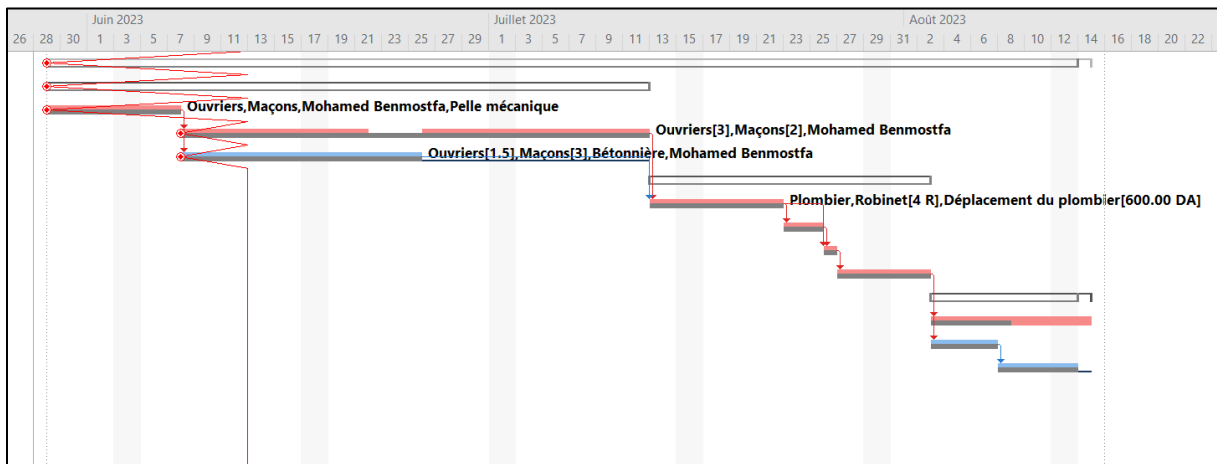 Juin 2023 Juillet 2023 Août 2023
26 28 30 1 3 5 7 9 11 13 15 17 19 21 23 25 27 29 1 3 5 7 9 11 13 15 17 19 21 23 25 27 29 31 2 4 6 8 10 12 14 16 18 20 22
Ouvriers,Maçons,Mohamed Benmostfa,Pelle mécanique
Ouvriers[3],Maçons[2],Mohamed Benmostfa
Ouvriers[1.5],Maçons[3],Bétonnière,Mohamed Benmostfa
Plombier,Robinet[4 R],Déplacement du plombier[600.00 DA]